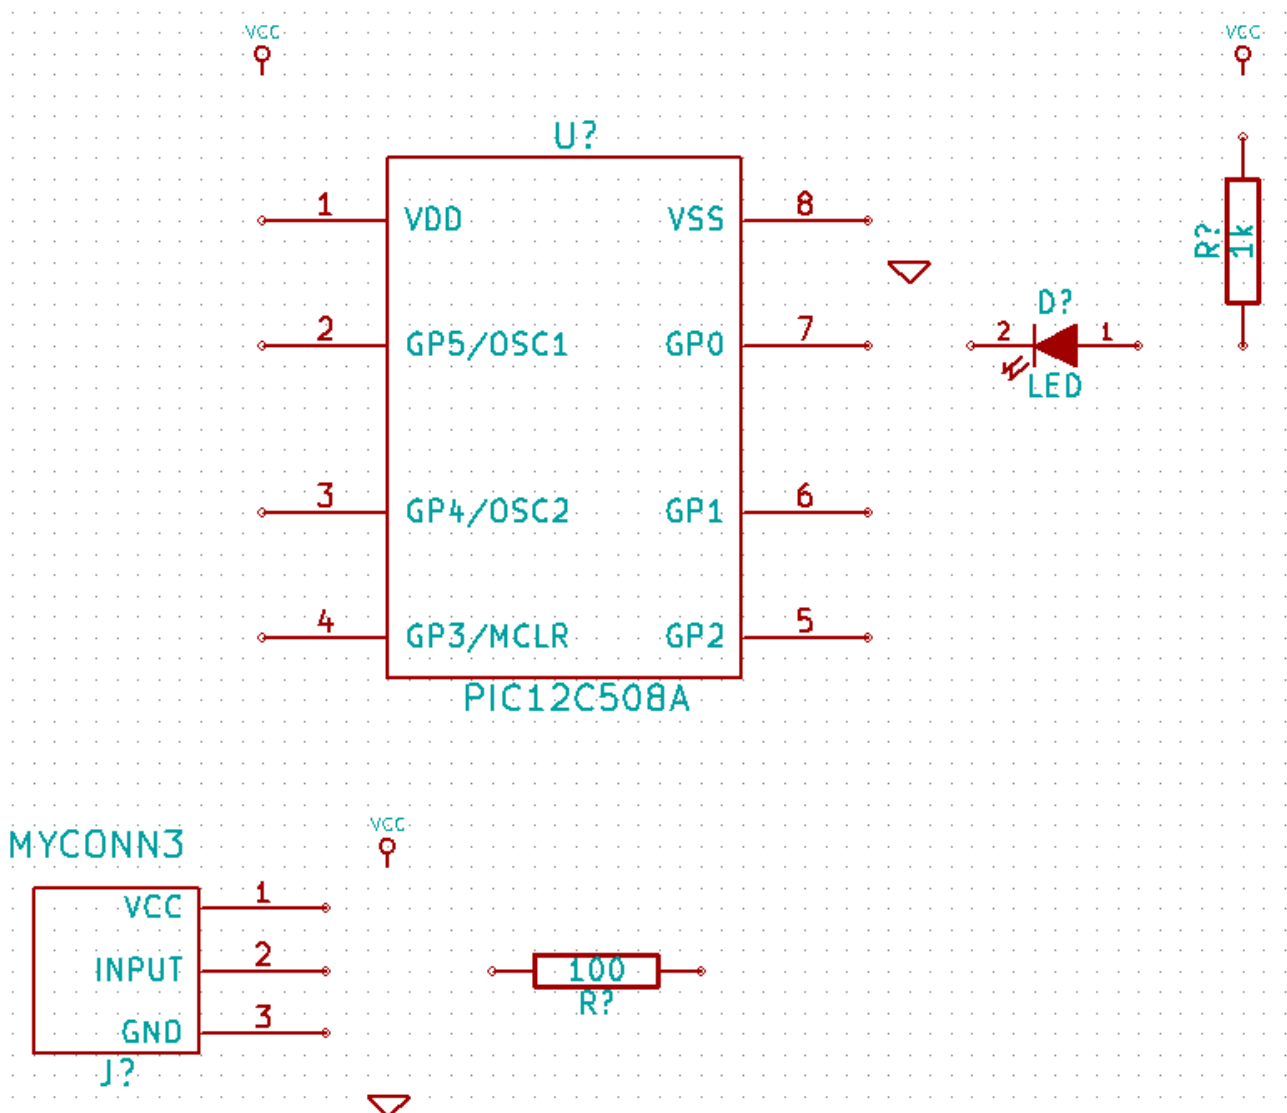 VCC
VCC
U?
1 VDD VSS 8
R? 1k
D?
2 GP5/OSC1 GP0 7 2 1
LED
3 GP4/OSC2 GP1 6
4 GP3/MCLR GP2 5
PIC12C508A
VCC
MYCONN3
VCC 1
INPUT 2 100
R?
GND 3
J?